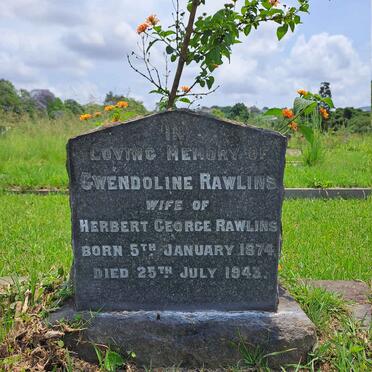 IN
LOVING MEMORY OF
GWENDOLINE RAWLINS
WIFE OF
HERBERT GEORGE RAWLINS
BORN 5TH JANUARY 1874
DIED 25TH JULY 1943.